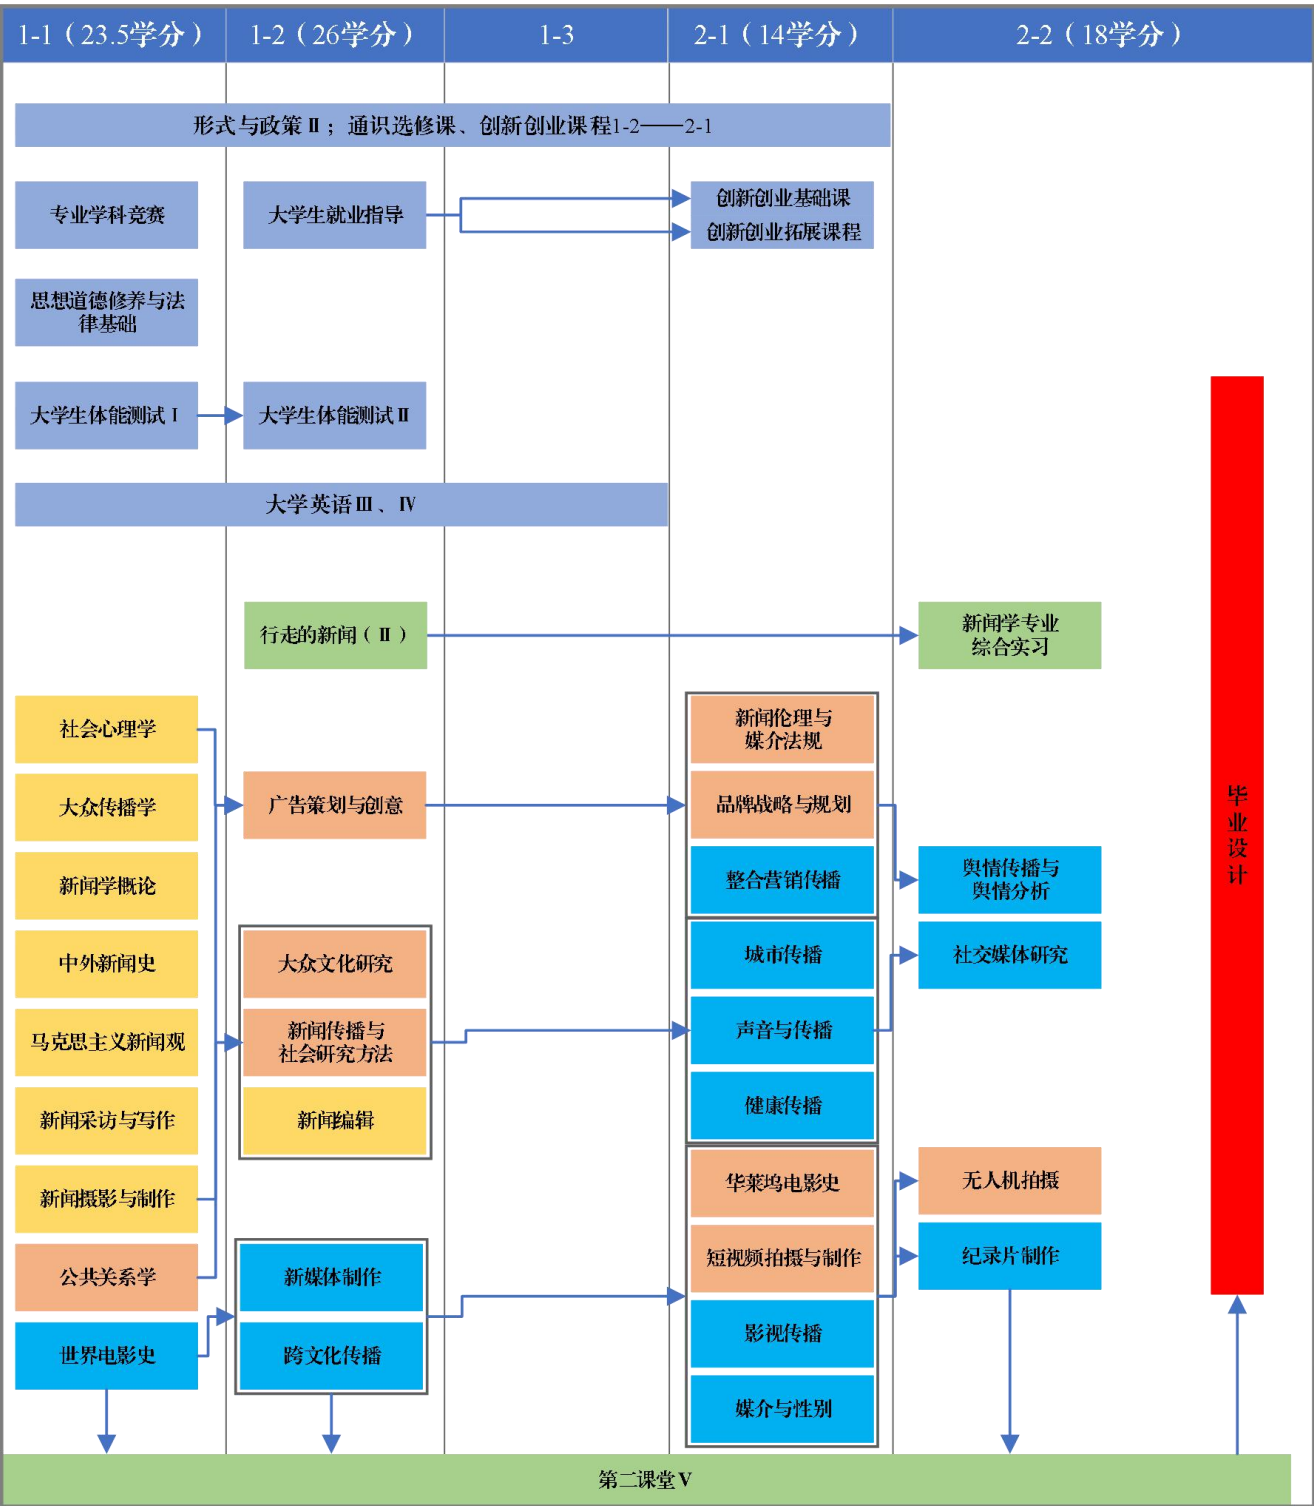 1-1（23.5学分）
1-2（26学分）
1-3
2-1（14学分）
2-2（18学分）
形式与政策Ⅱ；通识选修课、创新创业课程1-2——2-1
专业学科竞赛
大学生就业指导
创新创业基础课
创新创业拓展课程
思想道德修养与法
律基础
大学生体能测试Ⅰ
大学生体能测试Ⅱ
大学英语Ⅲ、Ⅳ
行走的新闻（Ⅱ）
新闻学专业
综合实习
社会心理学
大众传播学
新闻学概论
中外新闻史
马克思主义新闻观
新闻采访与写作
新闻摄影与制作
公共关系学
世界电影史
广告策划与创意
大众文化研究
新闻传播与
社会研究方法
新闻编辑
新媒体制作
跨文化传播
新闻伦理与
媒介法规
品牌战略与规划
整合营销传播
城市传播
声音与传播
健康传播
华莱坞电影史
短视频拍摄与制作
影视传播
媒介与性别
舆情传播与
舆情分析
社交媒体研究
无人机拍摄
纪录片制作
毕业设计
第二课堂Ⅴ